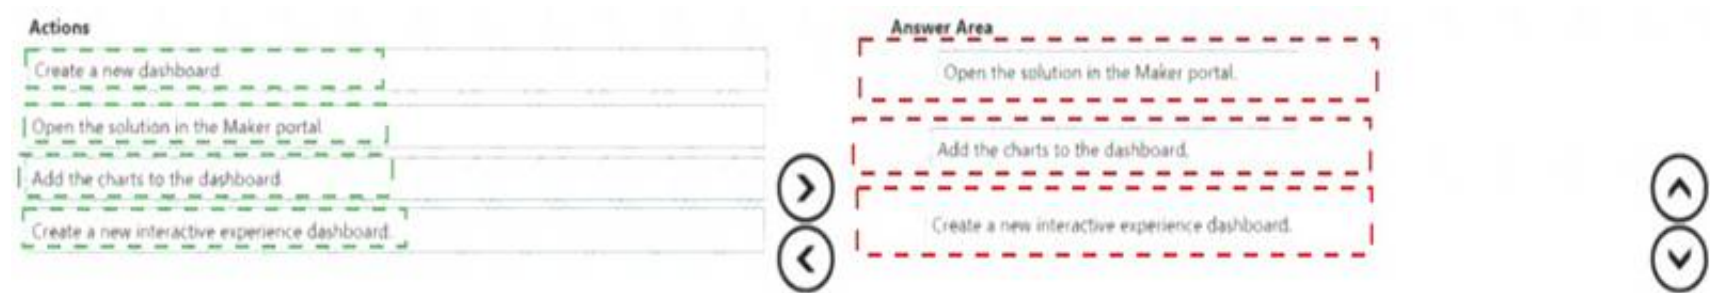 Actions
Create a new dashboard.
Open the solution in the Maker portal.
Add the charts to the dashboard.
Create a new interactive experience dashboard.
Answer Area
Open the solution in the Maker portal.
Add the charts to the dashboard.
Create a new interactive experience dashboard.